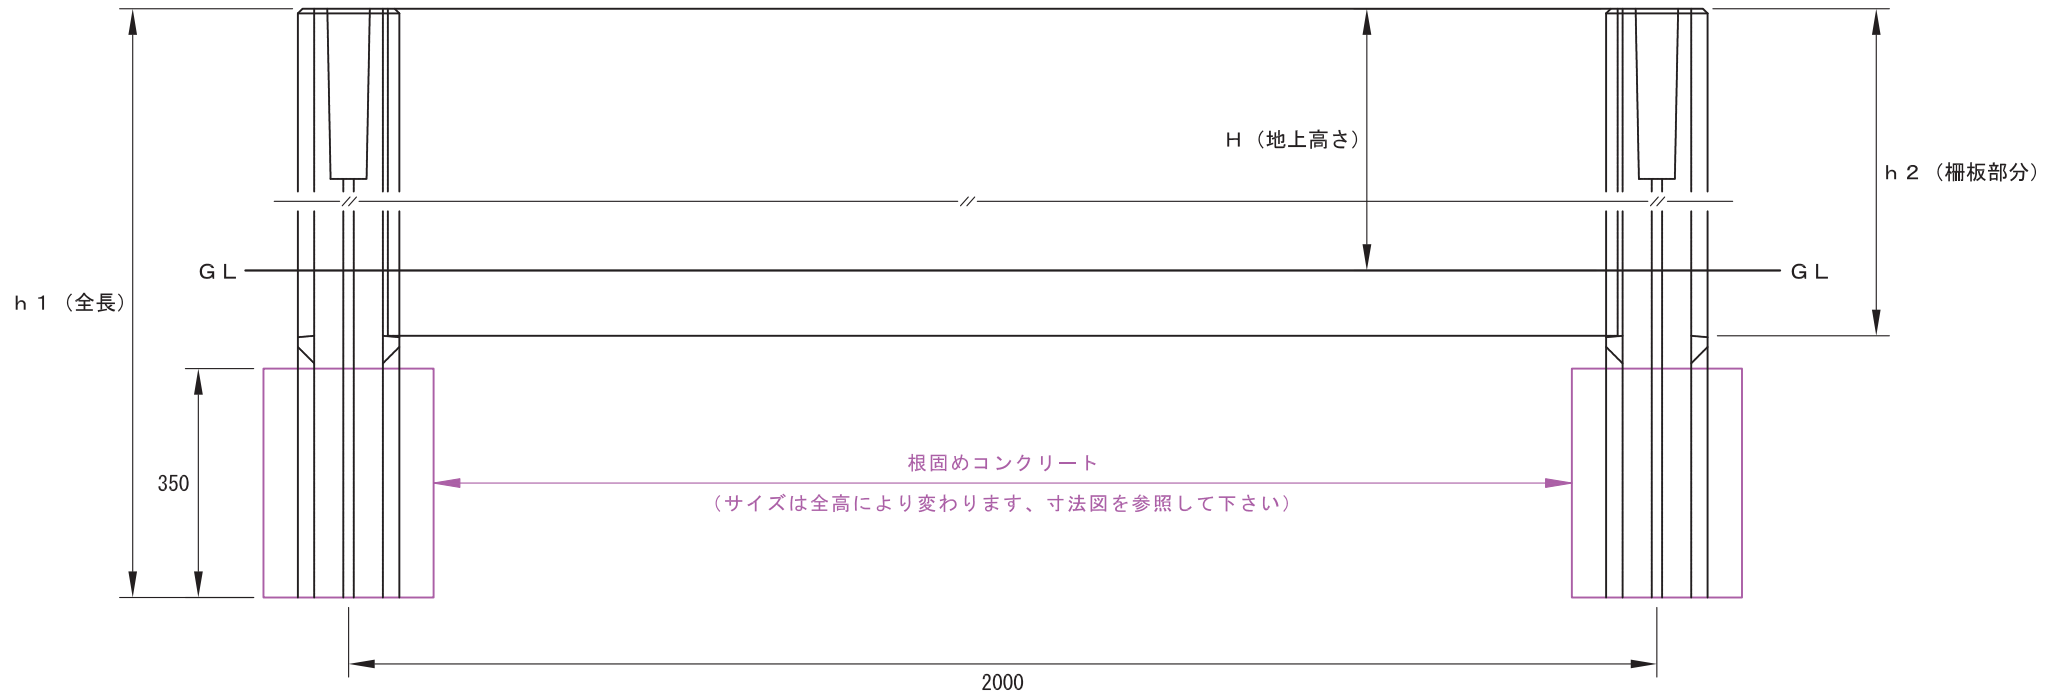 H（地上高さ）
h2（柵板部分）
GL
GL
h1（全長）
根固めコンクリート
350
（サイズは全高により変わります、寸法図を参照して下さい）
2000